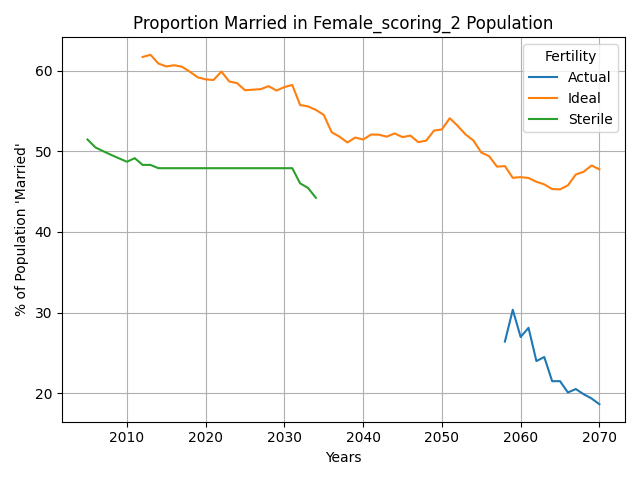 Proportion Married in Female_scoring_2 Population
% of Population 'Married'
60
50
40
30
20
Fertility
Actual
Ideal
Sterile
2010 2020 2030 2040 2050 2060 2070
Years